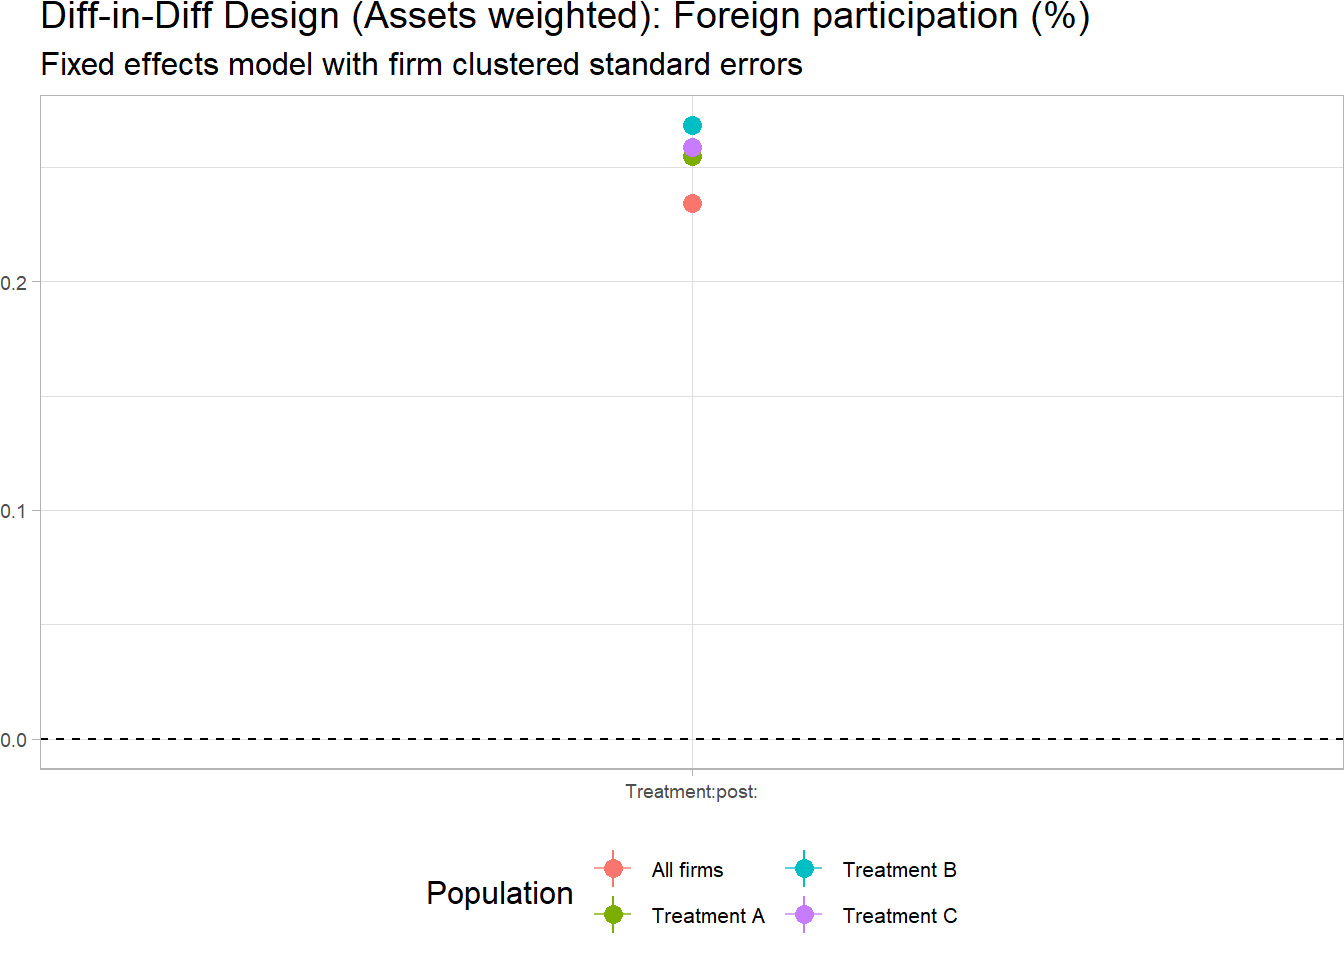 Diff-in-Diff Design (Assets weighted): Foreign participation (%)
Fixed effects model with firm clustered standard errors
0.2
0.1
0.0
Treatment:post:
Population
All firms
Treatment B
Treatment A
Treatment C